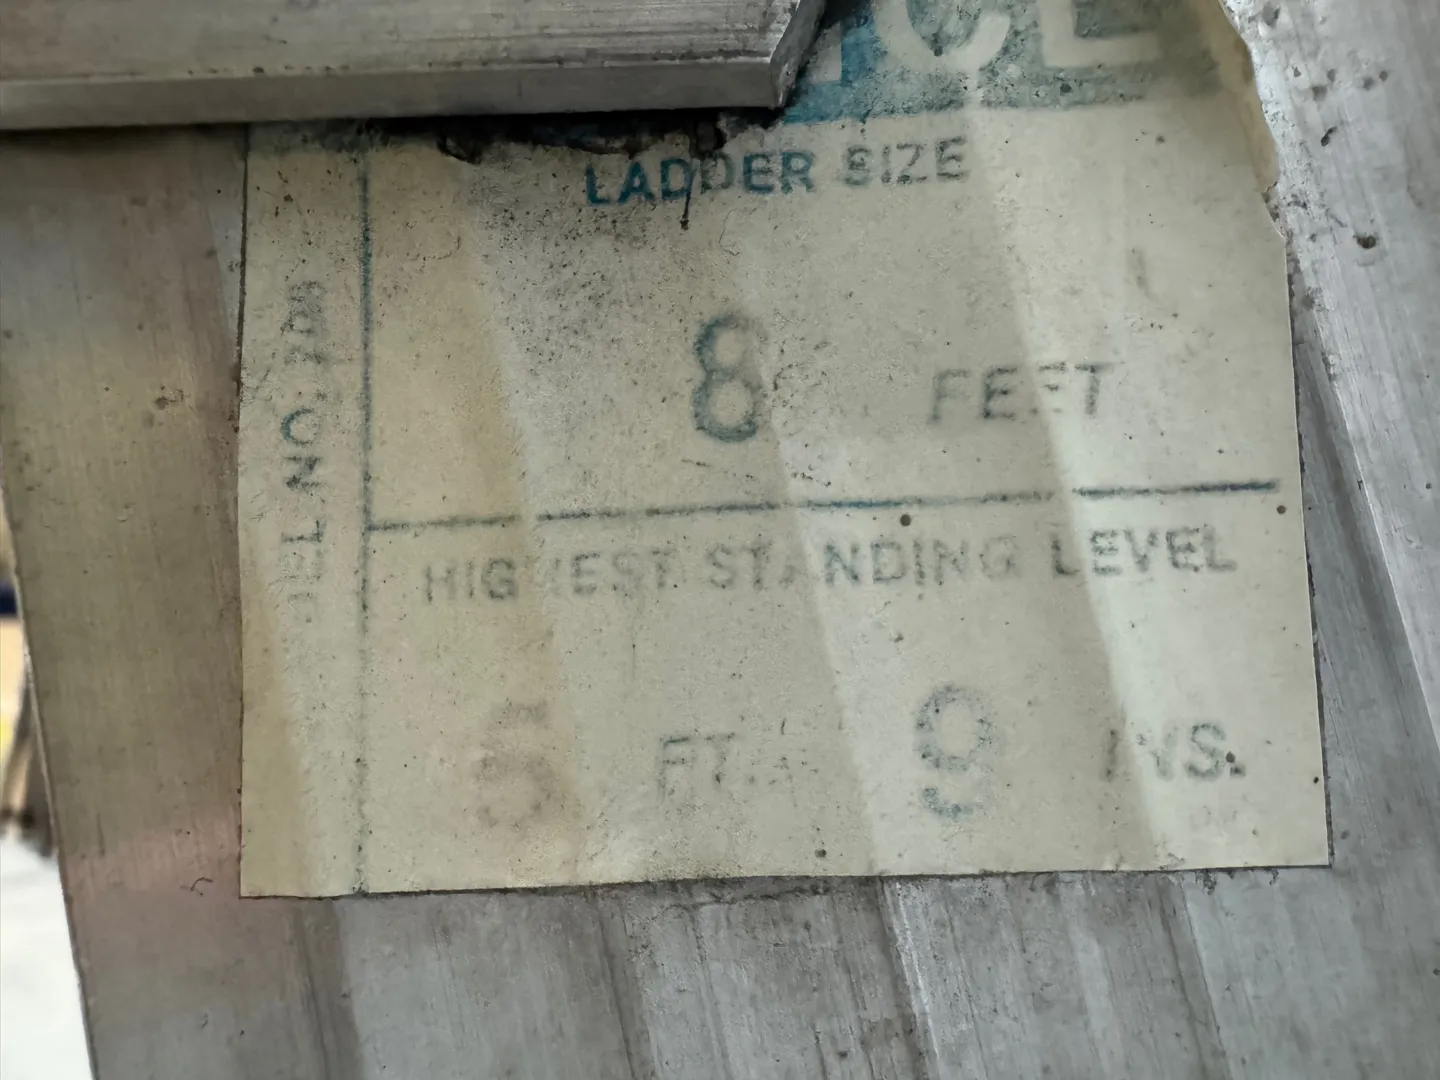 LADDER SIZE
8 FEET
HIGHEST STANDING LEVEL
5 FT. 9 INS.